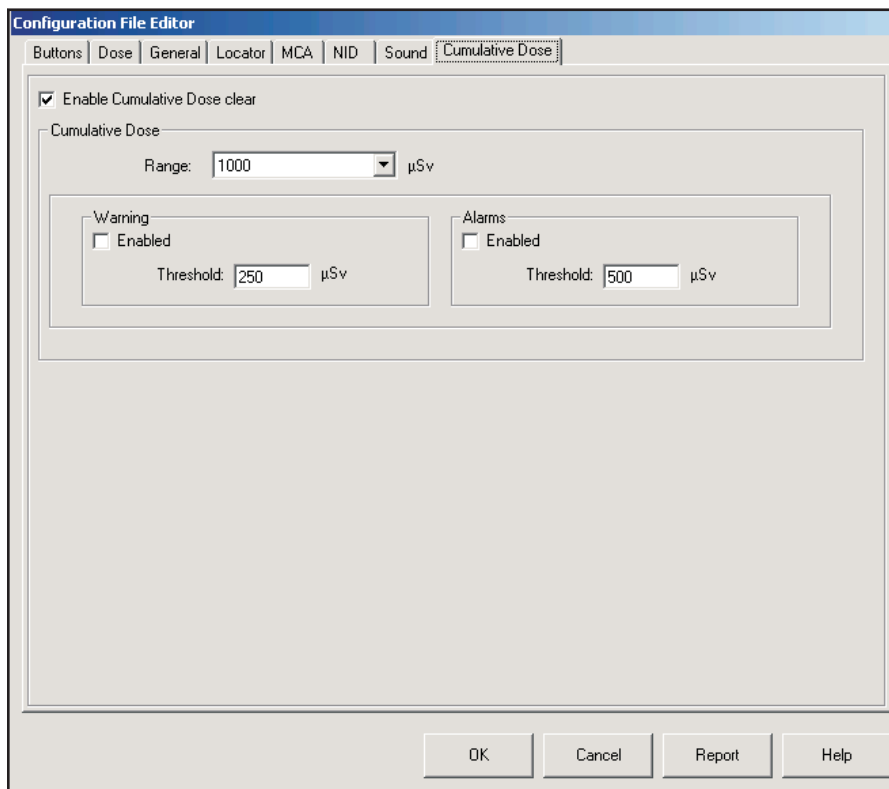 Configuration File Editor
Buttons Dose General Locator MCA NID Sound Cumulative Dose
Enable Cumulative Dose clear
Cumulative Dose
Range: 1000 µSv
Warning
Enabled
Threshold: 250 µSv
Alarms
Enabled
Threshold: 500 µSv
OK Cancel Report Help